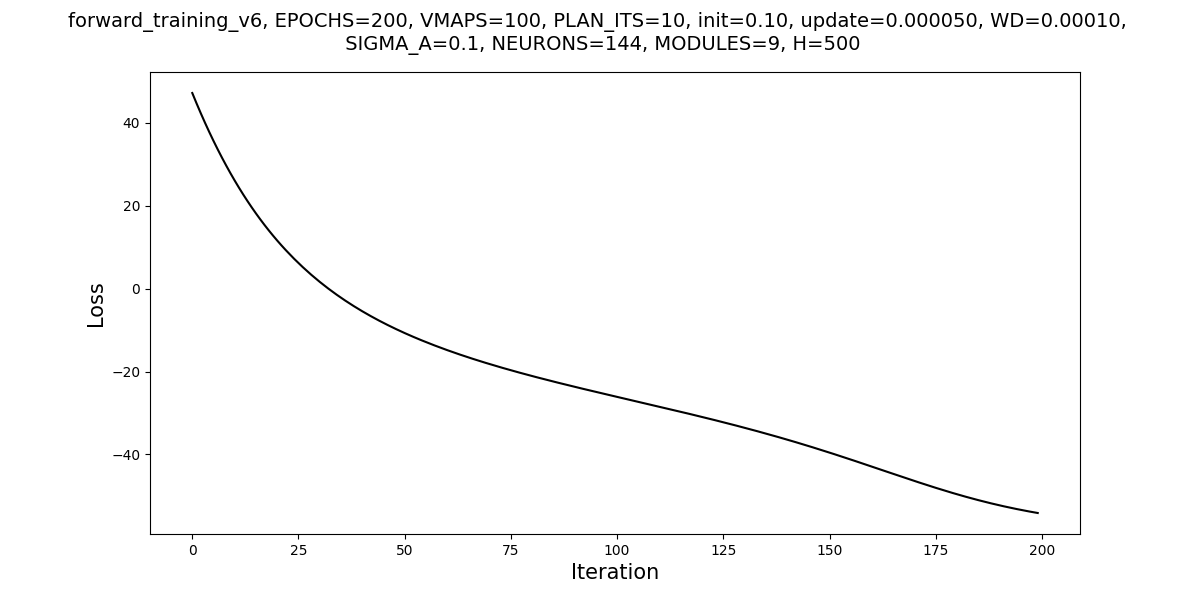 forward_training_v6, EPOCHS=200, VMAPS=100, PLAN_ITS=10, init=0.10, update=0.000050, WD=0.00010,
SIGMA_A=0.1, NEURONS=144, MODULES=9, H=500
40
20
0
−20
−40
Loss
0 25 50 75 100 125 150 175 200
Iteration